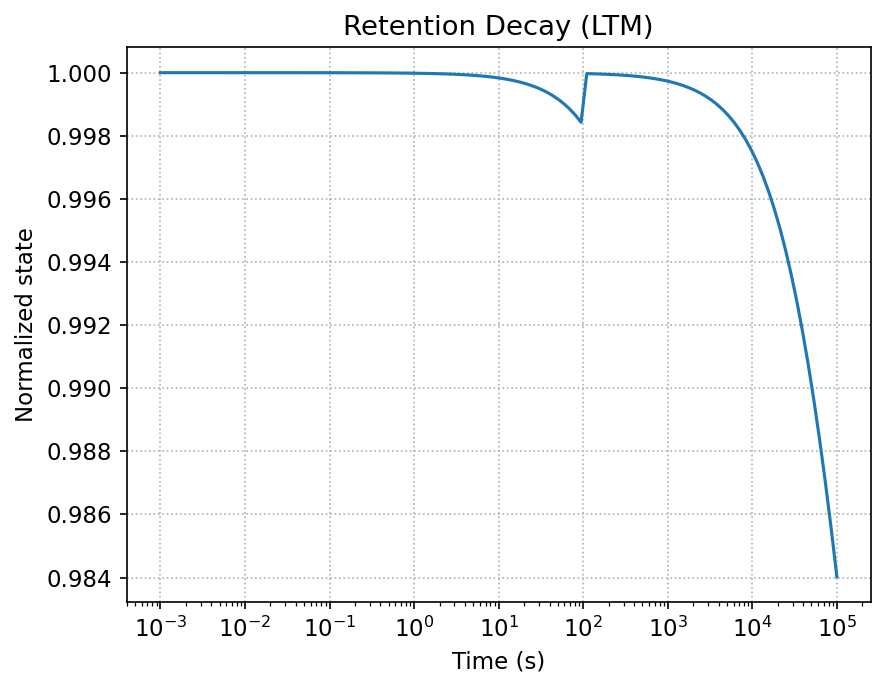 Retention Decay (LTM)
Normalized state
1.000
0.998
0.996
0.994
0.992
0.990
0.988
0.986
0.984
10⁻³ 10⁻² 10⁻¹ 10⁰ 10¹ 10² 10³ 10⁴ 10⁵
Time (s)